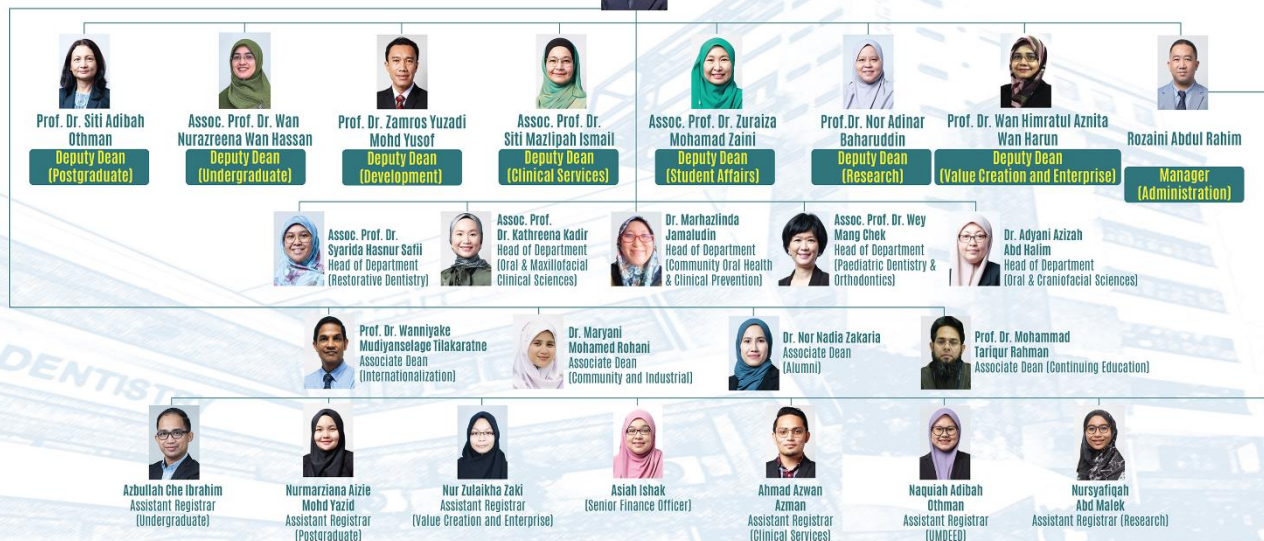 Prof. Dr. Siti Adibah
Othman
Deputy Dean
(Postgraduate)
Assoc. Prof. Dr. Wan
Nurazreena Wan Hassan
Deputy Dean
(Undergraduate)
Prof. Dr. Zamros Yuzadi
Mohd Yusof
Deputy Dean
(Development)
Assoc. Prof. Dr.
Siti Mazlipah Ismail
Deputy Dean
(Clinical Services)
Assoc. Prof. Dr. Zuraiza
Mohamad Zaini
Deputy Dean
(Student Affairs)
Prof.Dr. Nor Adinar
Baharuddin
Deputy Dean
(Research)
Prof. Dr. Wan Himratul Aznita
Wan Harun
Deputy Dean
(Value Creation and Enterprise)
Rozaini Abdul Rahim
Manager
(Administration)
Assoc. Prof. Dr.
Syarida Hasnur Safii
Head of Department
(Restorative Dentistry)
Assoc. Prof.
Dr. Kathreena Kadir
Head of Department
(Oral & Maxillofacial
Clinical Sciences)
Dr. Marhazlinda
Jamaludin
Head of Department
(Community Oral Health
& Clinical Prevention)
Assoc. Prof. Dr. Wey
Mang Chek
Head of Department
(Paediatric Dentistry &
Orthodontics)
Dr. Adyani Azizah
Abd Halim
Head of Department
(Oral & Craniofacial Sciences)
Prof. Dr. Wanniyake
Mudiyanselage Tilakaratne
Associate Dean
(Internationalization)
Dr. Maryani
Mohamed Rohani
Associate Dean
(Community and Industrial)
Dr. Nor Nadia Zakaria
Associate Dean
(Alumni)
Prof. Dr. Mohammad
Tariqur Rahman
Associate Dean (Continuing Education)
DENTIST
Azbullah Che Ibrahim
Assistant Registrar
(Undergraduate)
Nurmarziana Aizie
Mohd Yazid
Assistant Registrar
(Postgraduate)
Nur Zulaikha Zaki
Assistant Registrar
(Value Creation and Enterprise)
Asiah Ishak
(Senior Finance Officer)
Ahmad Azwan
Azman
Assistant Registrar
(Clinical Services)
Naquiah Adibah
Othman
Assistant Registrar
(UMDEED)
Nursyafiqah
Abd Malek
Assistant Registrar (Research)